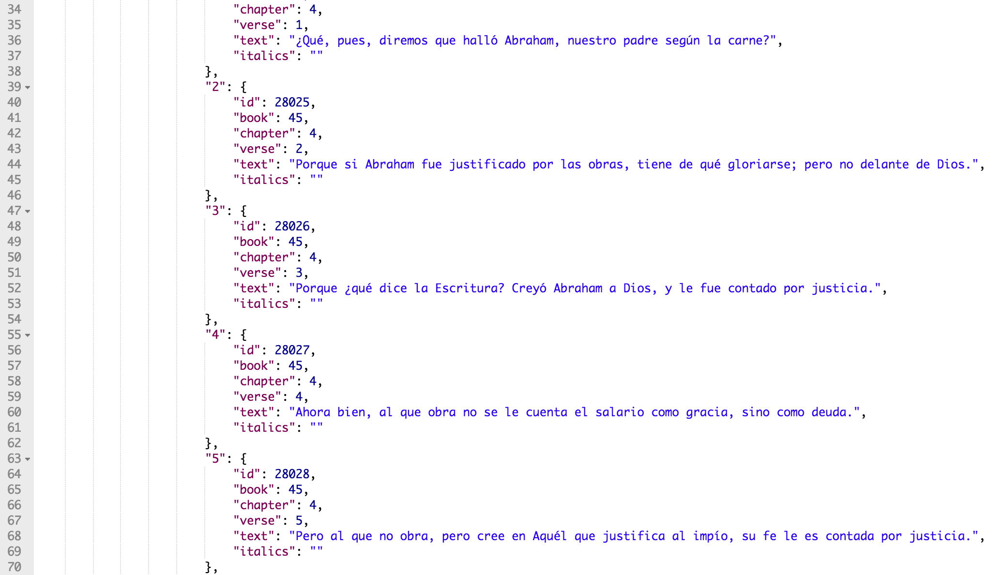 34 "chapter": 4,
35 "verse": 1,
36 "text": "¿Qué, pues, diremos que halló Abraham, nuestro padre según la carne?",
37 "italics": ""
38 },
39 "2": {
40 "id": 28025,
41 "book": 45,
42 "chapter": 4,
43 "verse": 2,
44 "text": "Porque si Abraham fue justificado por las obras, tiene de qué gloriarse; pero no delante de Dios.",
45 "italics": ""
46 },
47 "3": {
48 "id": 28026,
49 "book": 45,
50 "chapter": 4,
51 "verse": 3,
52 "text": "Porque ¿qué dice la Escritura? Creyó Abraham a Dios, y le fue contado por justicia.",
53 "italics": ""
54 },
55 "4": {
56 "id": 28027,
57 "book": 45,
58 "chapter": 4,
59 "verse": 4,
60 "text": "Ahora bien, al que obra no se le cuenta el salario como gracia, sino como deuda.",
61 "italics": ""
62 },
63 "5": {
64 "id": 28028,
65 "book": 45,
66 "chapter": 4,
67 "verse": 5,
68 "text": "Pero al que no obra, pero cree en Aquél que justifica al impío, su fe le es contada por justicia.",
69 "italics": ""
70 },